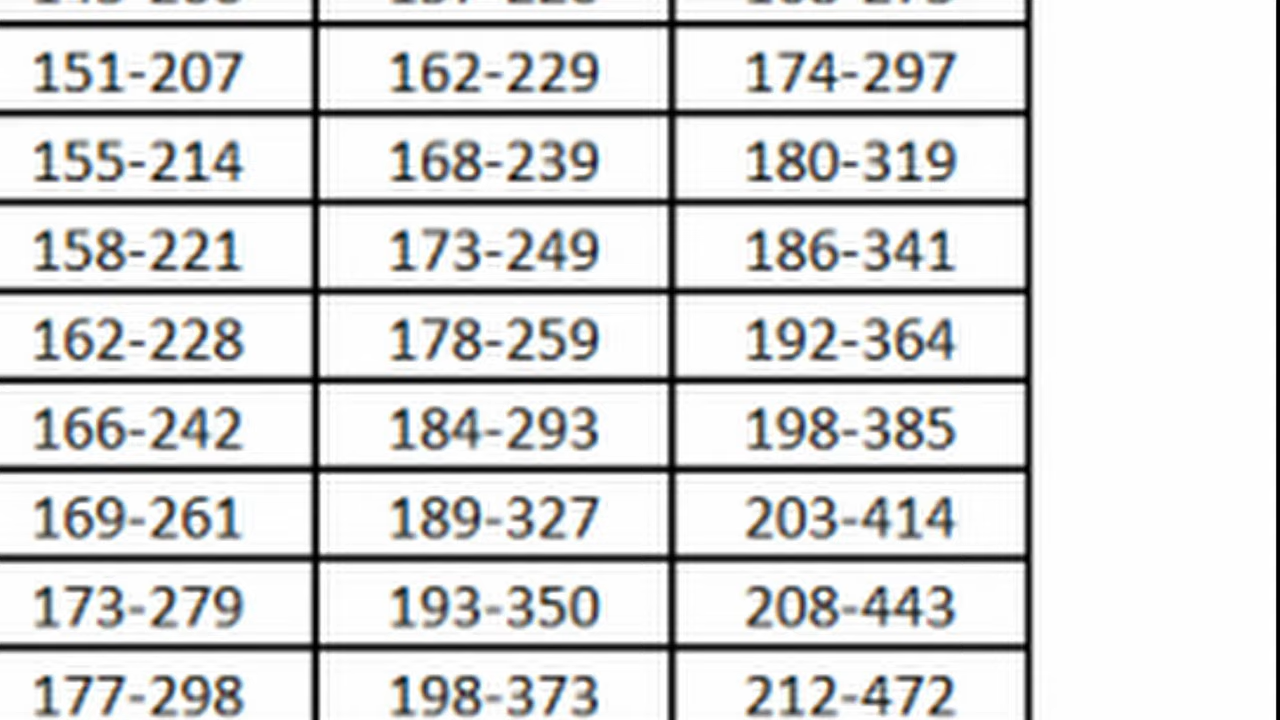 151-207 162-229 174-297
155-214 168-239 180-319
158-221 173-249 186-341
162-228 178-259 192-364
166-242 184-293 198-385
169-261 189-327 203-414
173-279 193-350 208-443
177-298 198-373 212-472